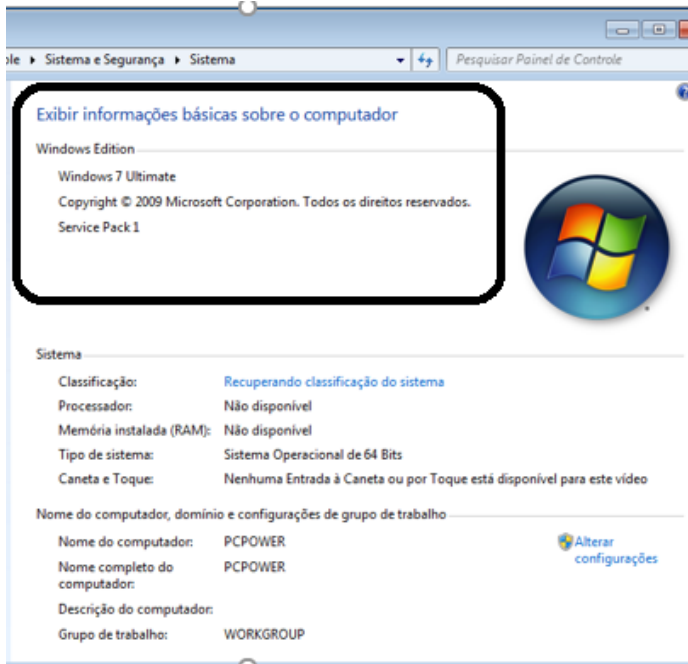 ole ▸ Sistema e Segurança ▸ Sistema
Pesquisar Painel de Controle
Exibir informações básicas sobre o computador
Windows Edition
Windows 7 Ultimate
Copyright © 2009 Microsoft Corporation. Todos os direitos reservados.
Service Pack 1
Sistema
Classificação: Recuperando classificação do sistema
Processador: Não disponível
Memória instalada (RAM): Não disponível
Tipo de sistema: Sistema Operacional de 64 Bits
Caneta e Toque: Nenhuma Entrada à Caneta ou por Toque está disponível para este vídeo
Nome do computador, domínio e configurações de grupo de trabalho
Nome do computador: PCPOWER
Alterar
configurações
Nome completo do PCPOWER
computador:
Descrição do computador:
Grupo de trabalho: WORKGROUP